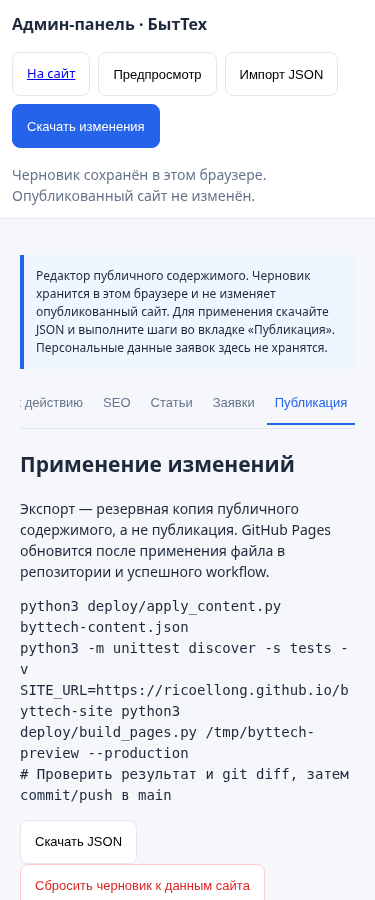 Админ-панель · БытТех
На сайт
Предпросмотр
Импорт JSON
Скачать изменения
Черновик сохранён в этом браузере.
Опубликованный сайт не изменён.
Редактор публичного содержимого. Черновик
хранится в этом браузере и не изменяет
опубликованный сайт. Для применения скачайте
JSON и выполните шаги во вкладке «Публикация».
Персональные данные заявок здесь не хранятся.
действию SEO Статьи Заявки Публикация
Применение изменений
Экспорт — резервная копия публичного
содержимого, а не публикация. GitHub Pages
обновится после применения файла в
репозитории и успешного workflow.
python3 deploy/apply_content.py
byttech-content.json
python3 -m unittest discover -s tests -
v
SITE_URL=https://ricoellong.github.io/b
yttech-site python3
deploy/build_pages.py /tmp/byttech-
preview --production
# Проверить результат и git diff, затем
commit/push в main
Скачать JSON
Сбросить черновик к данным сайта